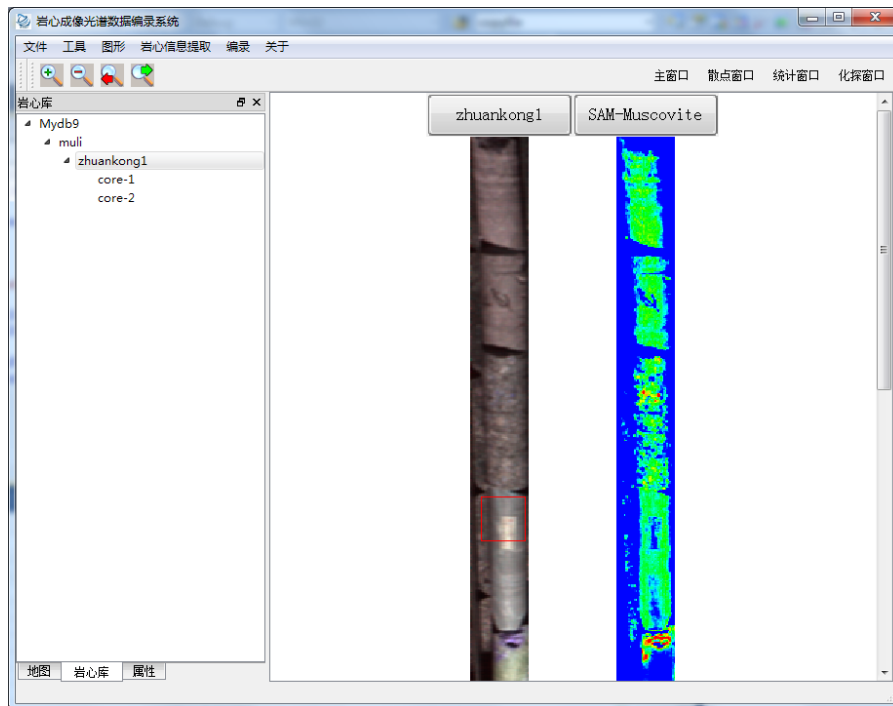 岩心成像光谱数据编录系统
文件 工具 图形 岩心信息提取 编录 关于
主窗口 散点窗口 统计窗口 化探窗口
岩心库
Mydb9
muli
zhuankong1
core-1
core-2
zhuankong1 SAM-Muscovite
地图 岩心库 属性